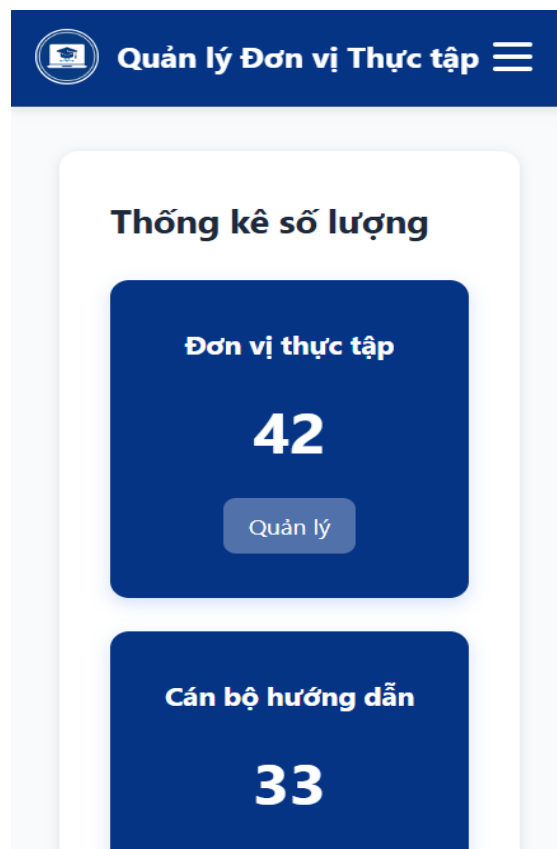 Quản lý Đơn vị Thực tập
Thống kê số lượng
Đơn vị thực tập
42
Quản lý
Cán bộ hướng dẫn
33